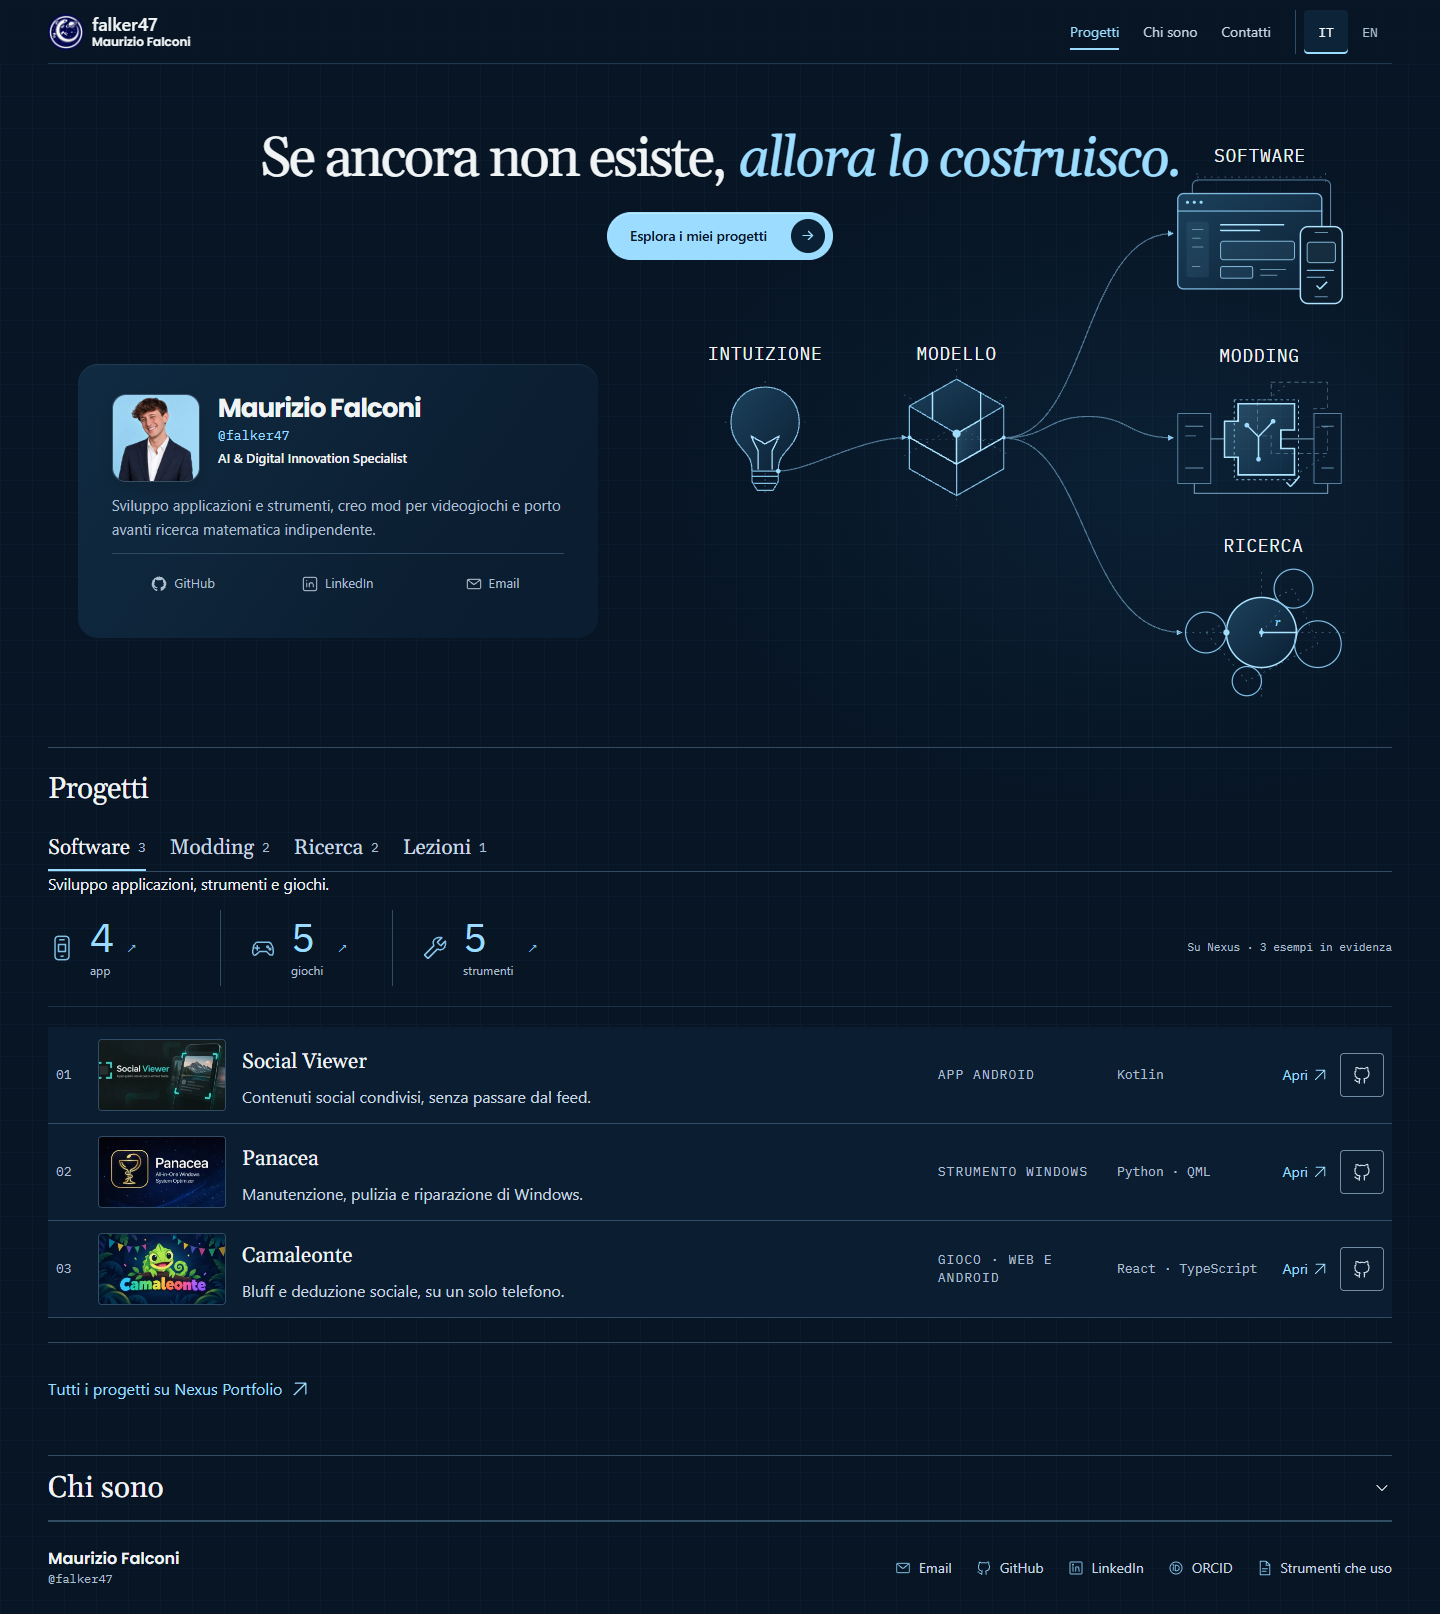 falker47
Maurizio Falconi
Progetti
Chi sono
Contatti
IT
EN
Se ancora non esiste, allora lo costruisco.
Esplora i miei progetti
SOFTWARE
INTUIZIONE
MODELLO
MODDING
RICERCA
r
Maurizio Falconi
@falker47
AI & Digital Innovation Specialist
Sviluppo applicazioni e strumenti, creo mod per videogiochi e porto
avanti ricerca matematica indipendente.
GitHub
LinkedIn
Email
Progetti
Software 3
Modding 2
Ricerca 2
Lezioni 1
Sviluppo applicazioni, strumenti e giochi.
4 ↗
app
5 ↗
giochi
5 ↗
strumenti
Su Nexus · 3 esempi in evidenza
01
Social Viewer
Social Viewer
Contenuti social condivisi, senza passare dal feed.
APP ANDROID
Kotlin
Apri
02
Panacea
All-in-One Windows
System Optimizer
Panacea
Manutenzione, pulizia e riparazione di Windows.
STRUMENTO WINDOWS
Python · QML
Apri
03
Camaleonte
Camaleonte
Bluff e deduzione sociale, su un solo telefono.
GIOCO · WEB E
ANDROID
React · TypeScript
Apri
Tutti i progetti su Nexus Portfolio
Chi sono
Maurizio Falconi
@falker47
Email
GitHub
LinkedIn
ORCID
Strumenti che uso